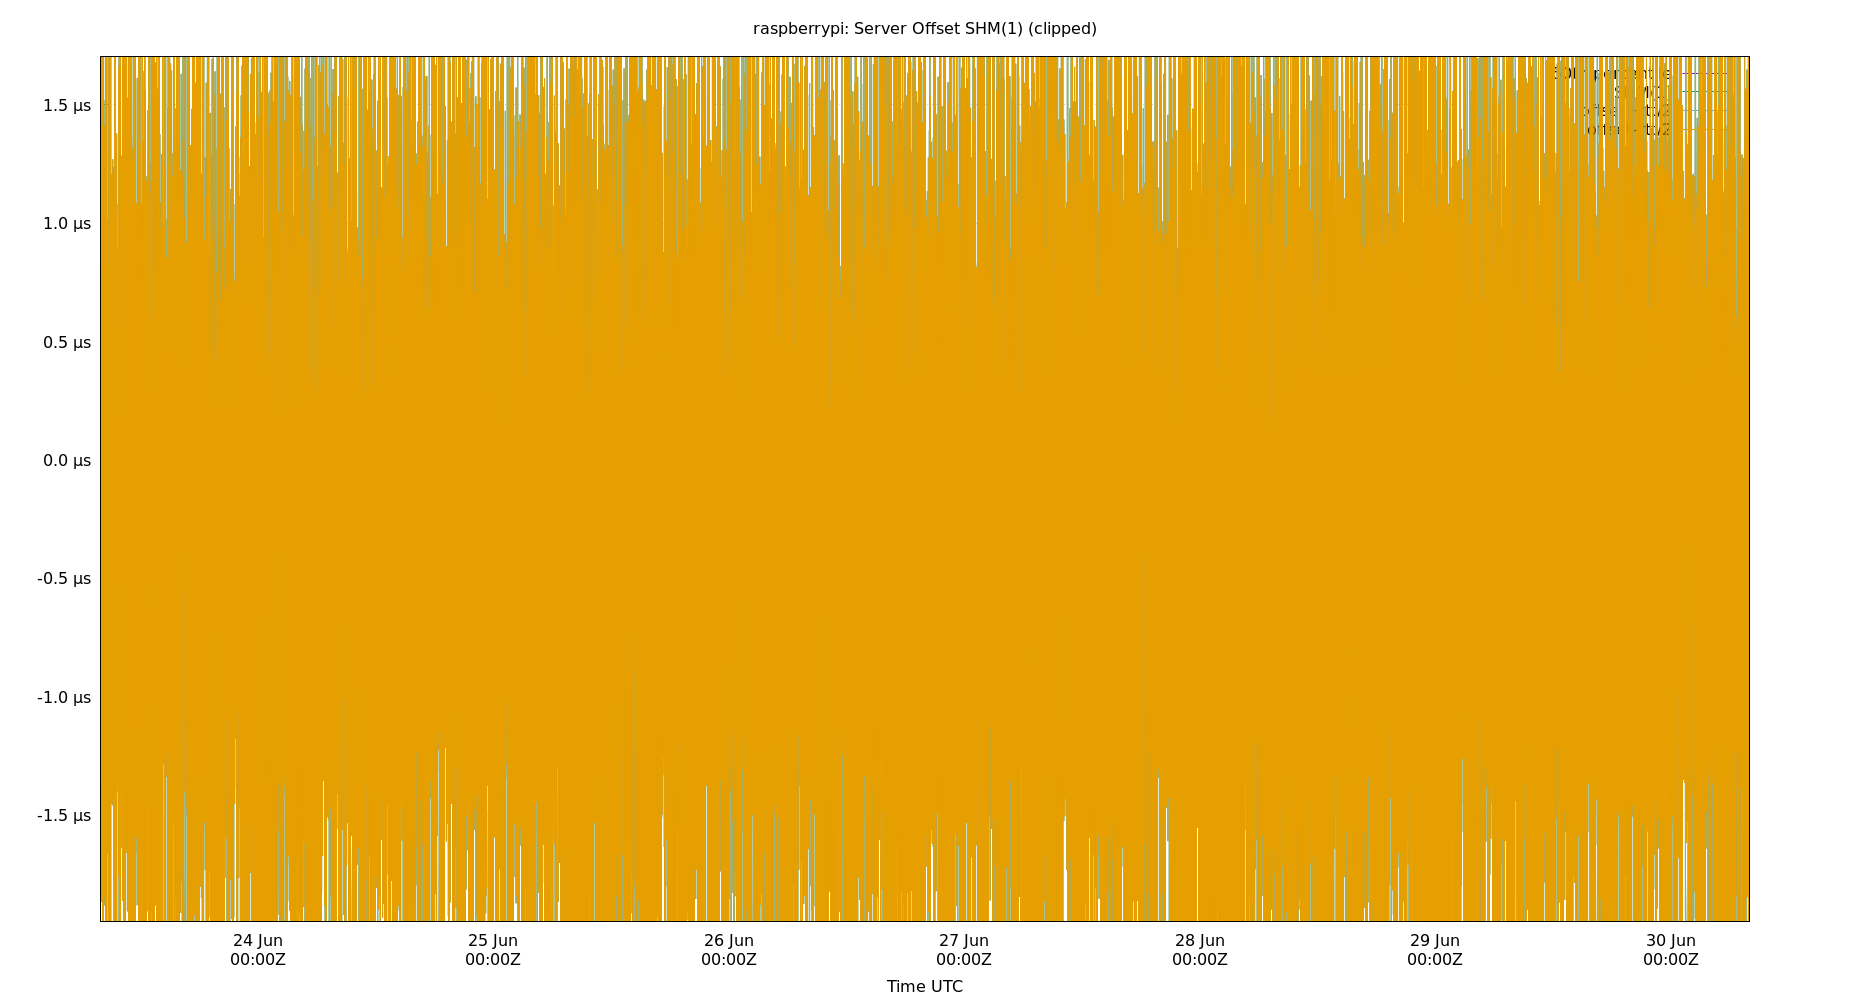 raspberrypi: Server Offset SHM(1) (clipped)
1.5 µs
1.0 µs
0.5 µs
0.0 µs
-0.5 µs
-1.0 µs
-1.5 µs
24 Jun 25 Jun 26 Jun 27 Jun 28 Jun 29 Jun 30 Jun
00:00Z 00:00Z 00:00Z 00:00Z 00:00Z 00:00Z 00:00Z
Time UTC